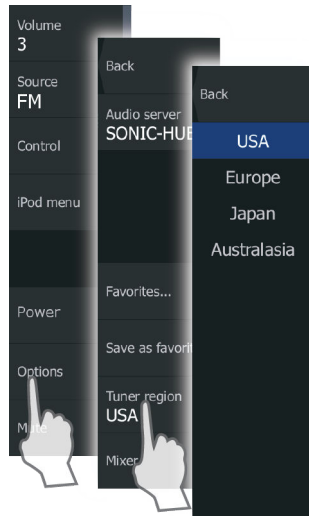 Volume
3
Source
FM
Control
iPod menu
Power
Options
Mute
Back
Audio server
SONIC-HUB
Favorites...
Save as favorit
Tuner region
USA
Mixer
Back
USA
Europe
Japan
Australasia